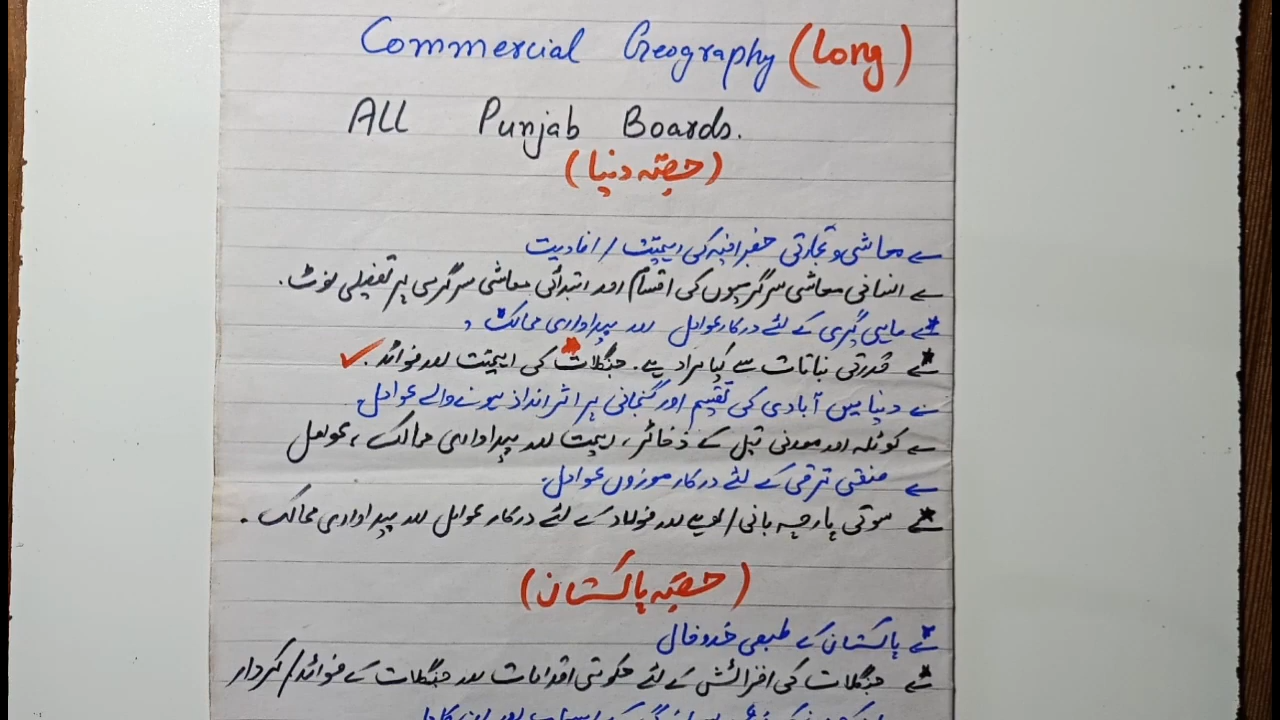 Commercial Geography (Long)
ALL Punjab Boards.
(حصّہ دنیا)
معاشی و تجارتی جغرافیہ کی اہمیّت / افادیت
انسانی معاشی سرگرمیوں کی اقسام اور ابتدائی معاشی سرگرمی پر تفصیلی نوٹ.
ماہی گیری کے لئے درکار عوامل اور پیداواری ممالک.
قدرتی نباتات سے کیا مراد ہے. جنگلات کی اہمیّت اور فوائد. ✓
دنیا میں آبادی کی تقسیم اور گنجانی پر اثر انداز ہونے والے عوامل.
کوئلہ اور معدنی تیل کے ذخائر، اہمیت اور پیداواری ممالک، عوامل
صنعتی ترقی کے لئے درکار موزوں عوامل.
سوتی پارچہ بافی / لوہے اور فولاد کے لئے درکار عوامل اور پیداواری ممالک.
(حصّہ پاکستان)
پاکستان کے طبعی خدوخال
جنگلات کی افزائش کے لئے حکومتی اقدامات اور جنگلات کے فوائد / کردار